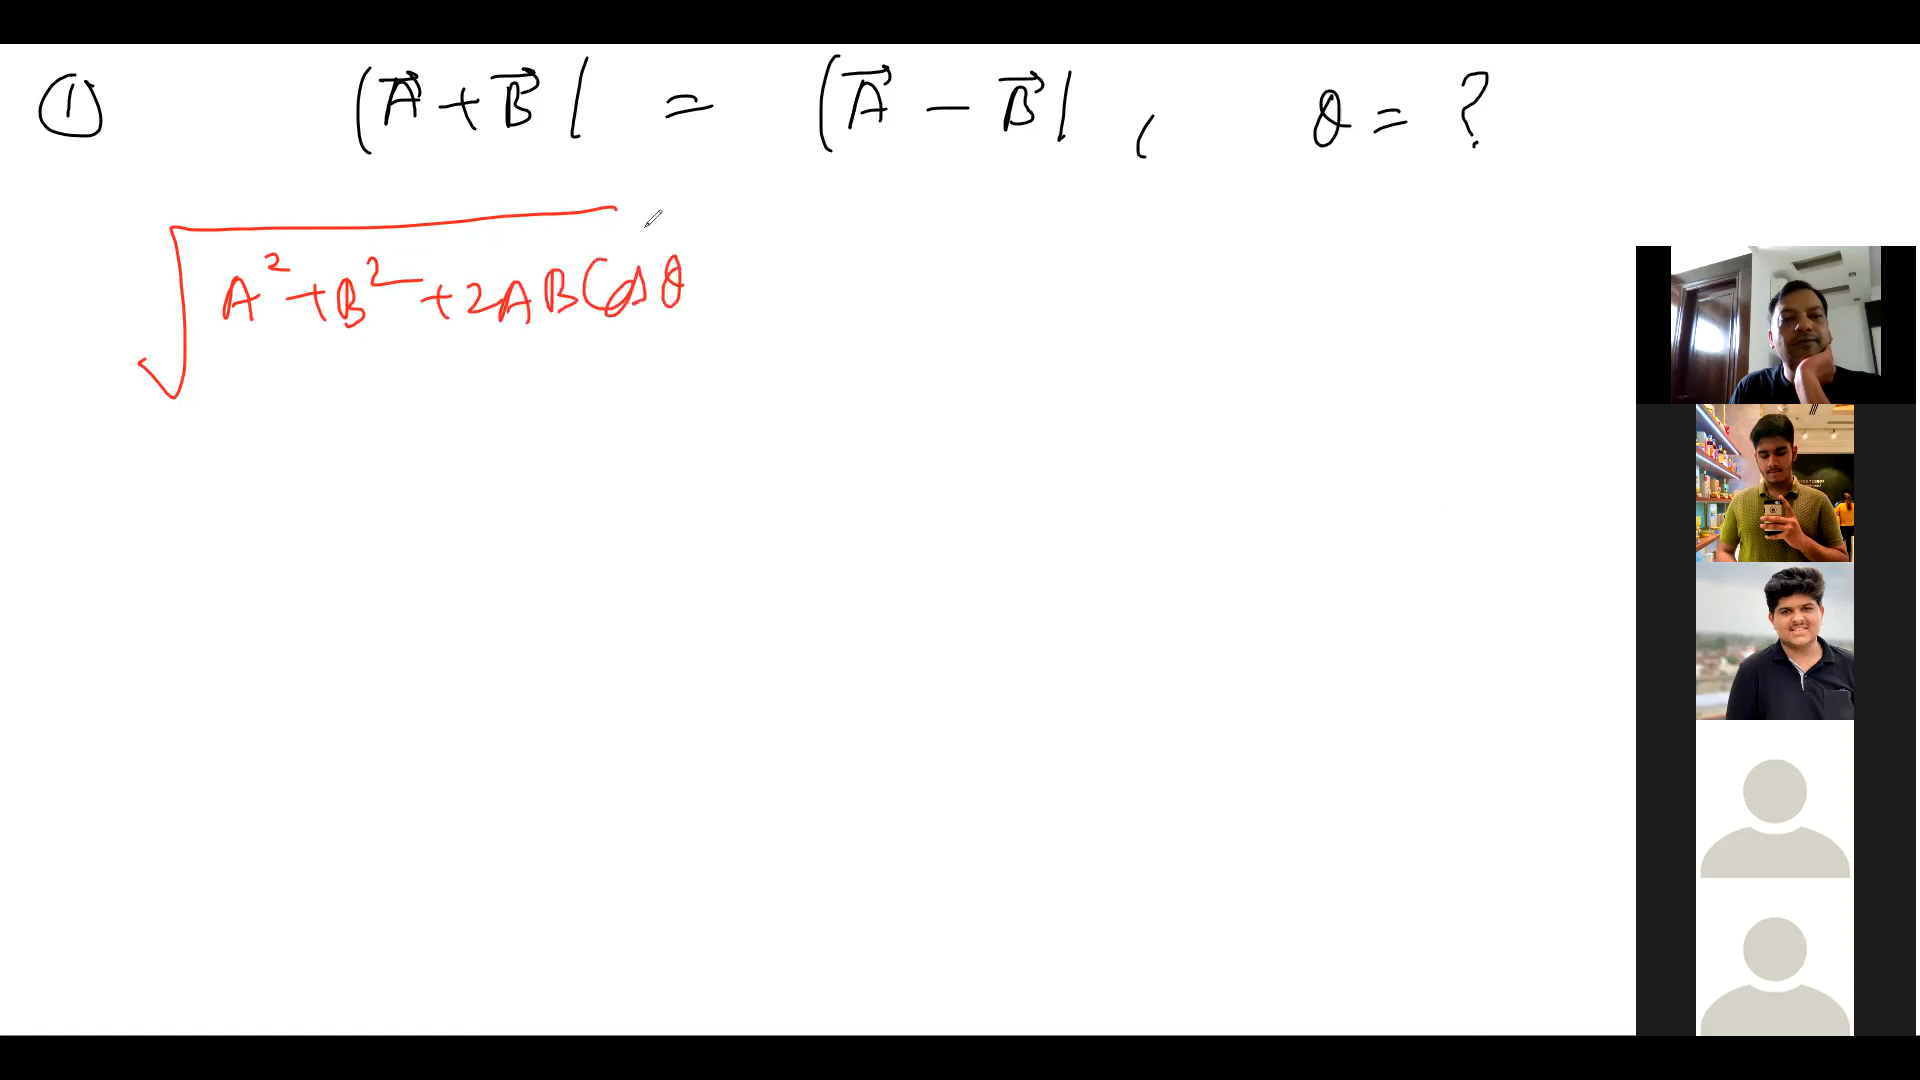 ① |A⃗ + B⃗| = |A⃗ − B⃗| , θ = ?
√(A² + B² + 2AB Cos θ)